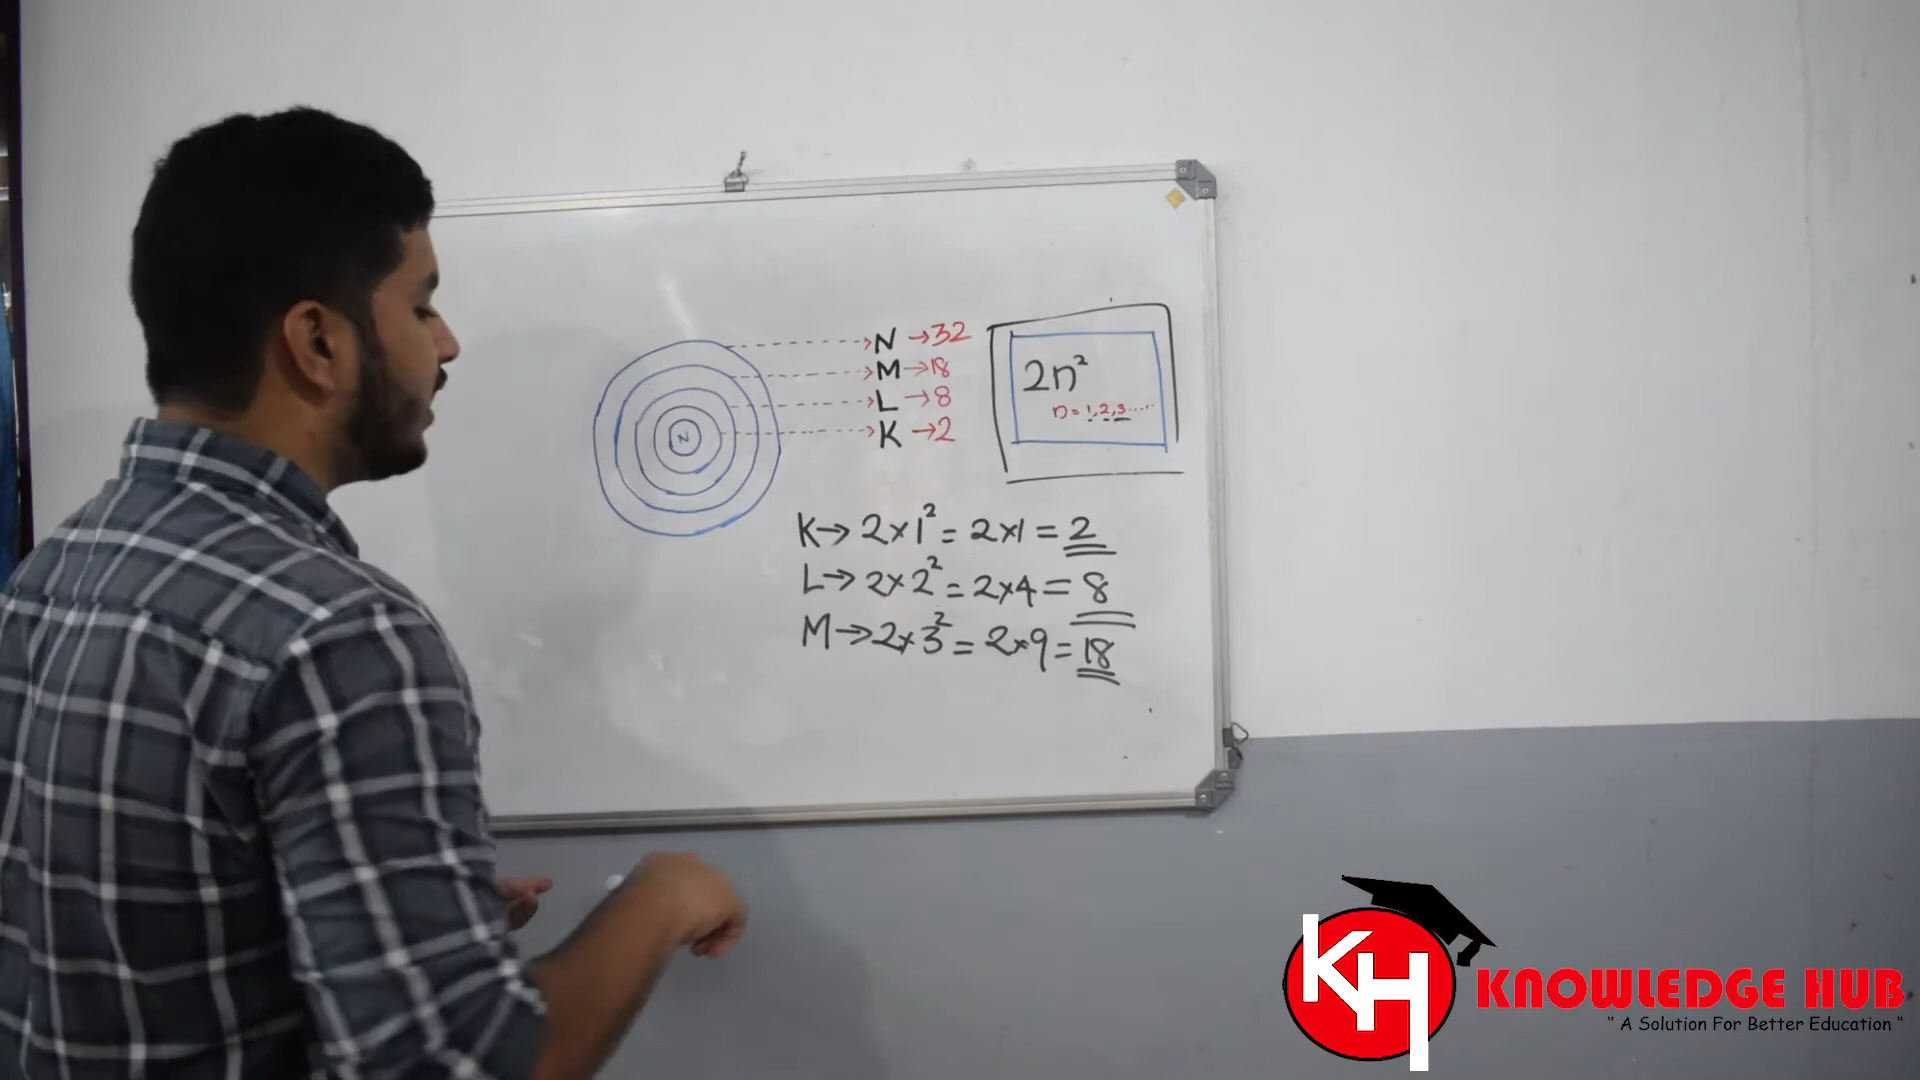 N →32
M →18
L →8
K →2
N
2n²
n = 1,2,3.....
K→ 2×1² = 2×1 = 2
L→ 2×2² = 2×4 = 8
M→ 2×3² = 2×9 = 18
KH
KNOWLEDGE HUB
" A Solution For Better Education "